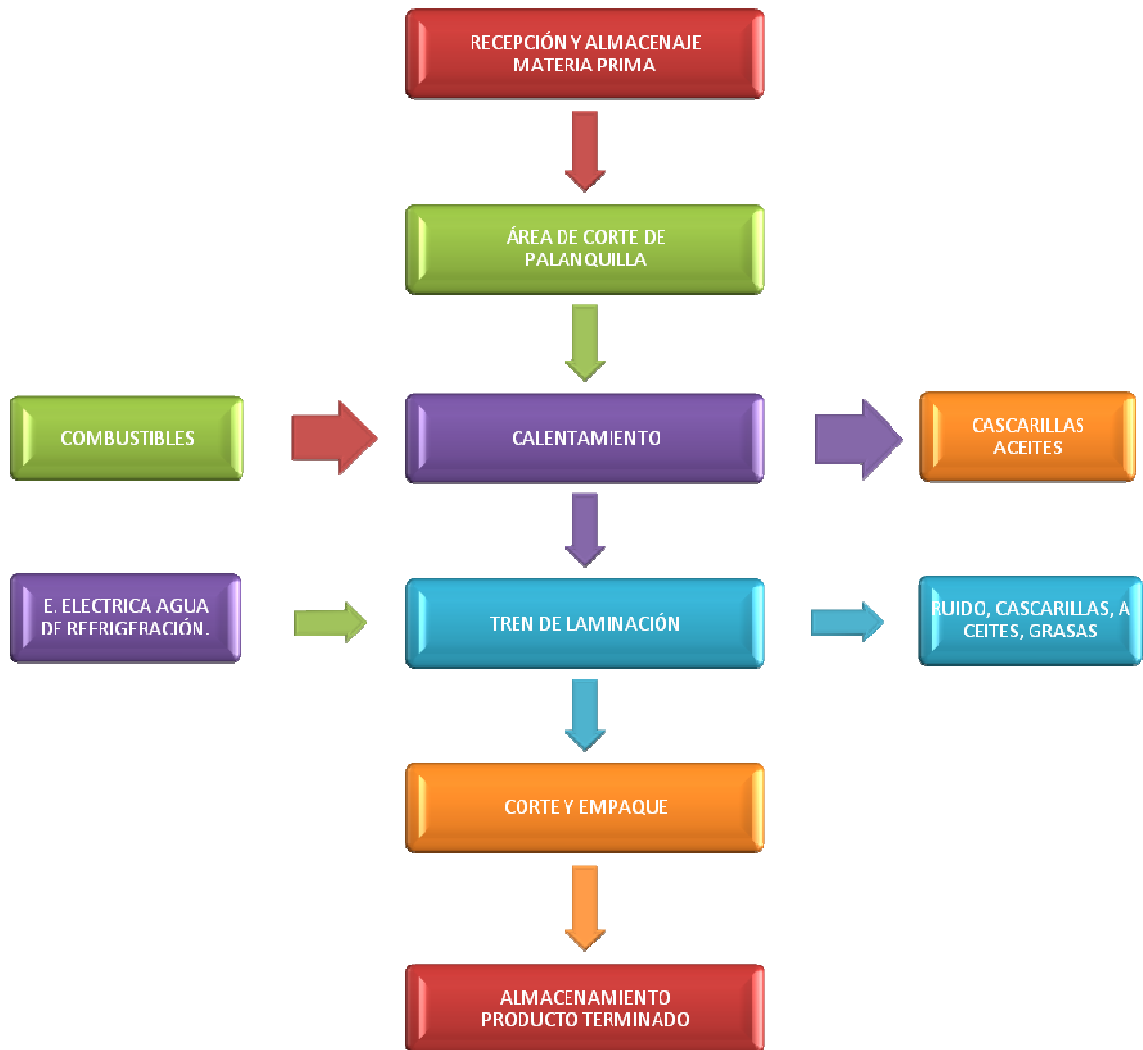 RECEPCIÓN Y ALMACENAJE
MATERIA PRIMA
ÁREA DE CORTE DE
PALANQUILLA
COMBUSTIBLES
CALENTAMIENTO
CASCARILLAS
ACEITES
E. ELECTRICA AGUA
DE REFRIGERACIÓN.
TREN DE LAMINACIÓN
RUIDO, CASCARILLAS, A
CEITES, GRASAS
CORTE Y EMPAQUE
ALMACENAMIENTO
PRODUCTO TERMINADO